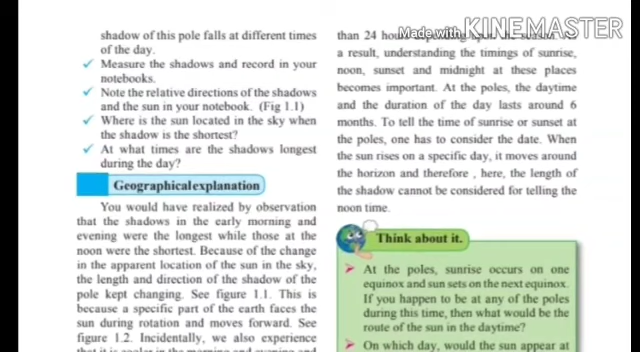 shadow of this pole falls at different times
of the day.
✓ Measure the shadows and record in your
notebooks.
✓ Note the relative directions of the shadows
and the sun in your notebook. (Fig 1.1)
✓ Where is the sun located in the sky when
the shadow is the shortest?
✓ At what times are the shadows longest
during the day?
Geographical explanation
You would have realized by observation
that the shadows in the early morning and
evening were the longest while those at the
noon were the shortest. Because of the change
in the apparent location of the sun in the sky,
the length and direction of the shadow of the
pole kept changing. See figure 1.1. This is
because a specific part of the earth faces the
sun during rotation and moves forward. See
figure 1.2. Incidentally, we also experience
that it is cooler in the morning and evening and
Made with KINEMASTER
than 24 hours
a result, understanding the timings of sunrise,
noon, sunset and midnight at these places
becomes important. At the poles, the daytime
and the duration of the day lasts around 6
months. To tell the time of sunrise or sunset at
the poles, one has to consider the date. When
the sun rises on a specific day, it moves around
the horizon and therefore, here, the length of
the shadow cannot be considered for telling the
noon time.
Think about it.
➤ At the poles, sunrise occurs on one
equinox and sun sets on the next equinox.
If you happen to be at any of the poles
during this time, then what would be the
route of the sun in the daytime?
➤ On which day, would the sun appear at